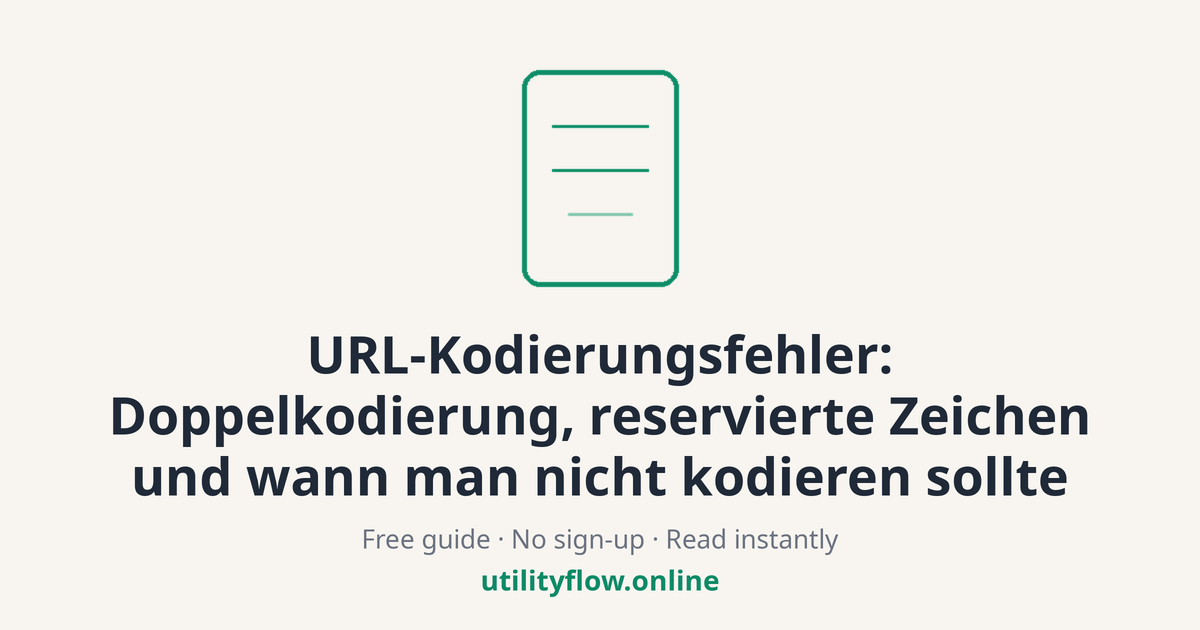 URL-Kodierungsfehler:
Doppelkodierung, reservierte Zeichen
und wann man nicht kodieren sollte
Free guide · No sign-up · Read instantly
utilityflow.online